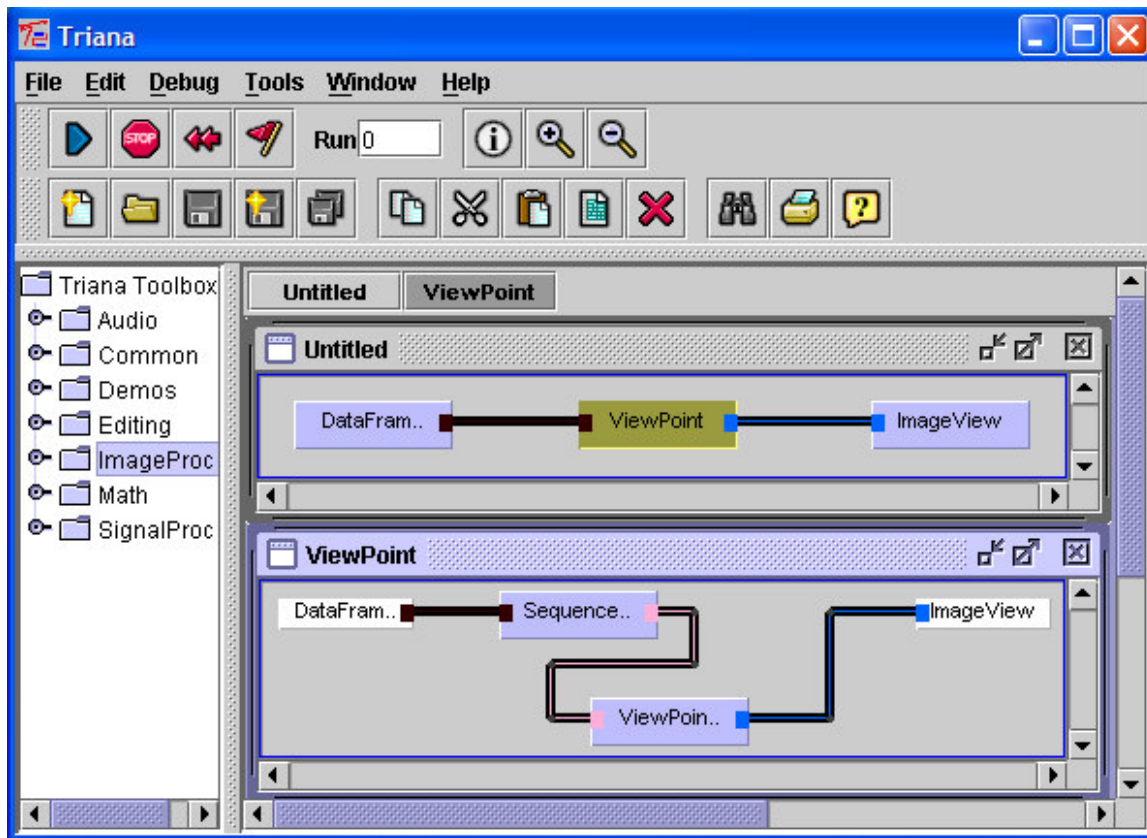 Triana
File Edit Debug Tools Window Help
STOP
Run 0
Triana Toolbox
Audio
Common
Demos
Editing
ImageProc
Math
SignalProc
Untitled ViewPoint
Untitled
DataFram.. ViewPoint ImageView
ViewPoint
DataFram.. Sequence.. ImageView
ViewPoin..